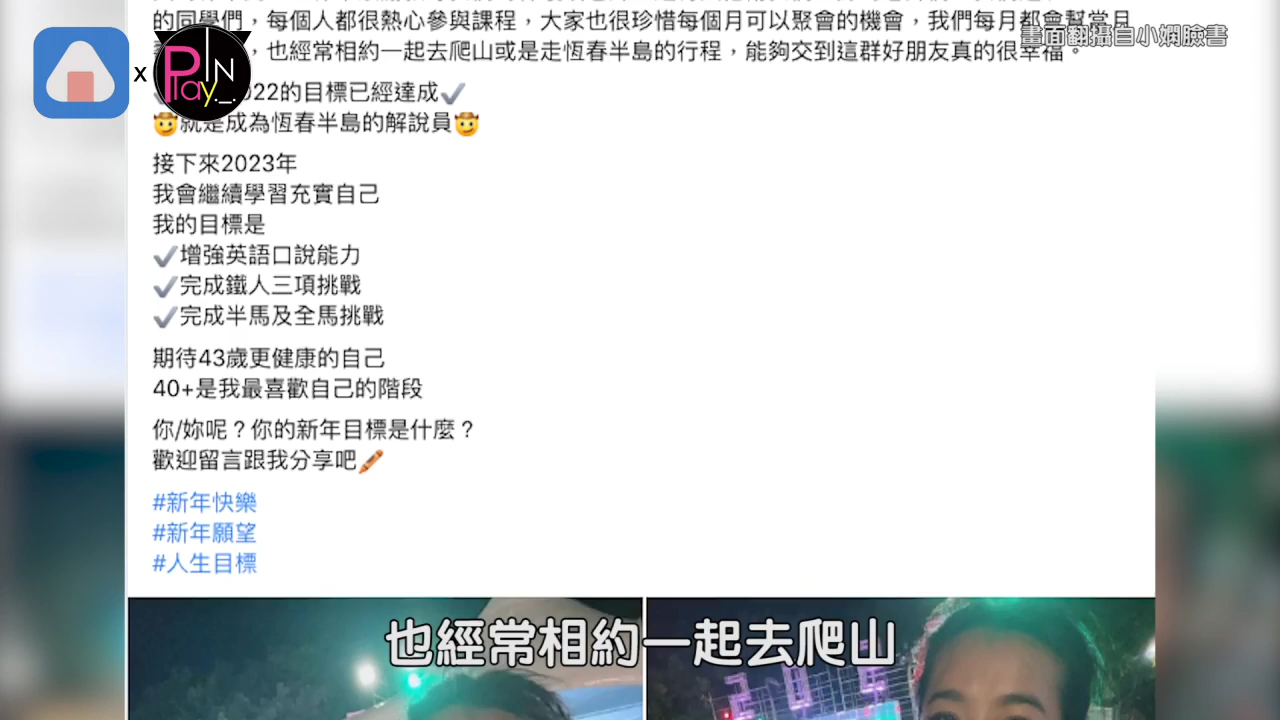 的同學們，每個人都很熱心參與課程，大家也很珍惜每個月可以聚會的機會，我們每月都會幫當月
畫面翻攝自小嫻臉書
，也經常相約一起去爬山或是走恆春半島的行程，能夠交到這群好朋友真的很幸福。
x
PLAY IN
022的目標已經達成✔
🤠就是成為恆春半島的解說員🤠
接下來2023年
我會繼續學習充實自己
我的目標是
✔增強英語口說能力
✔完成鐵人三項挑戰
✔完成半馬及全馬挑戰
期待43歲更健康的自己
40+是我最喜歡自己的階段
你/妳呢？你的新年目標是什麼？
歡迎留言跟我分享吧🖍
#新年快樂
#新年願望
#人生目標
也經常相約一起去爬山